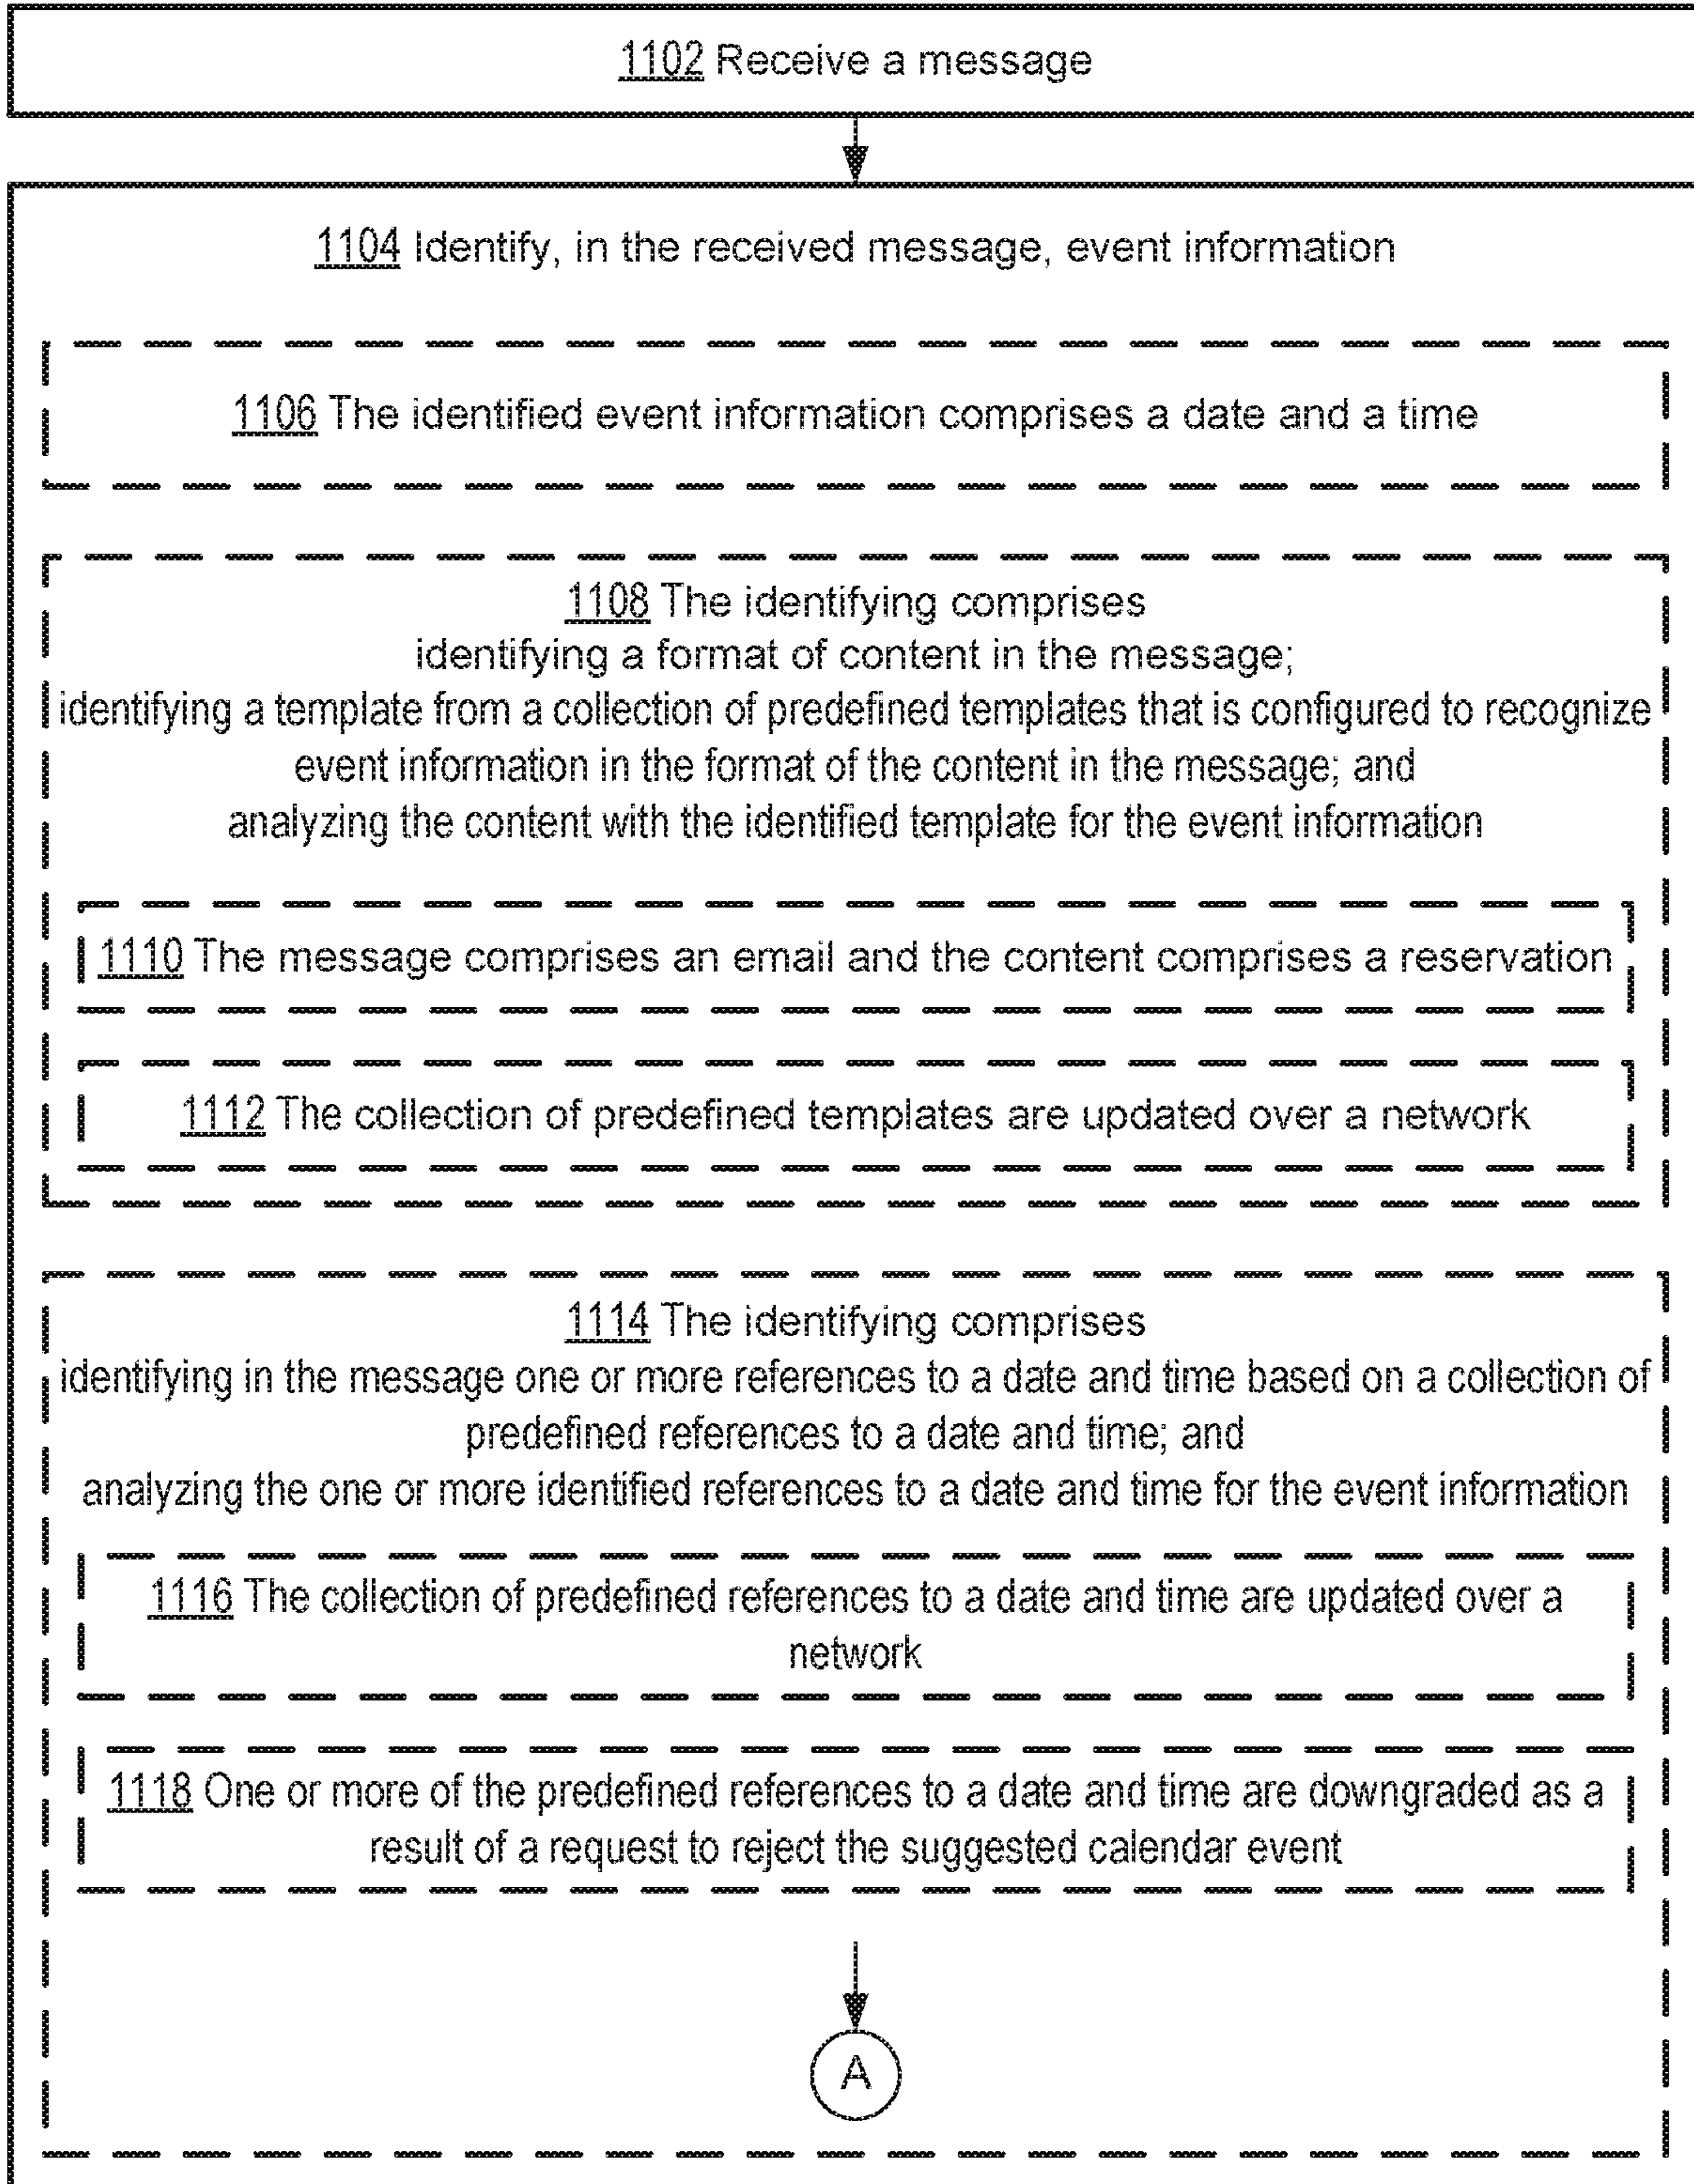 1102 Receive a message
1104 Identify, in the received message, event information
1106 The identified event information comprises a date and a time
1108 The identifying comprises
identifying a format of content in the message;
identifying a template from a collection of predefined templates that is configured to recognize
event information in the format of the content in the message; and
analyzing the content with the identified template for the event information
1110 The message comprises an email and the content comprises a reservation
1112 The collection of predefined templates are updated over a network
1114 The identifying comprises
identifying in the message one or more references to a date and time based on a collection of
predefined references to a date and time; and
analyzing the one or more identified references to a date and time for the event information
1116 The collection of predefined references to a date and time are updated over a
network
1118 One or more of the predefined references to a date and time are downgraded as a
result of a request to reject the suggested calendar event
A